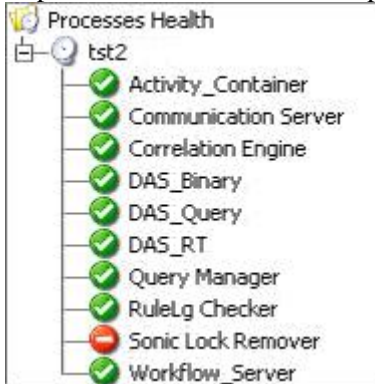 Processes Health
tst2
Activity_Container
Communication Server
Correlation Engine
DAS_Binary
DAS_Query
DAS_RT
Query Manager
RuleLg Checker
Sonic Lock Remover
Workflow_Server